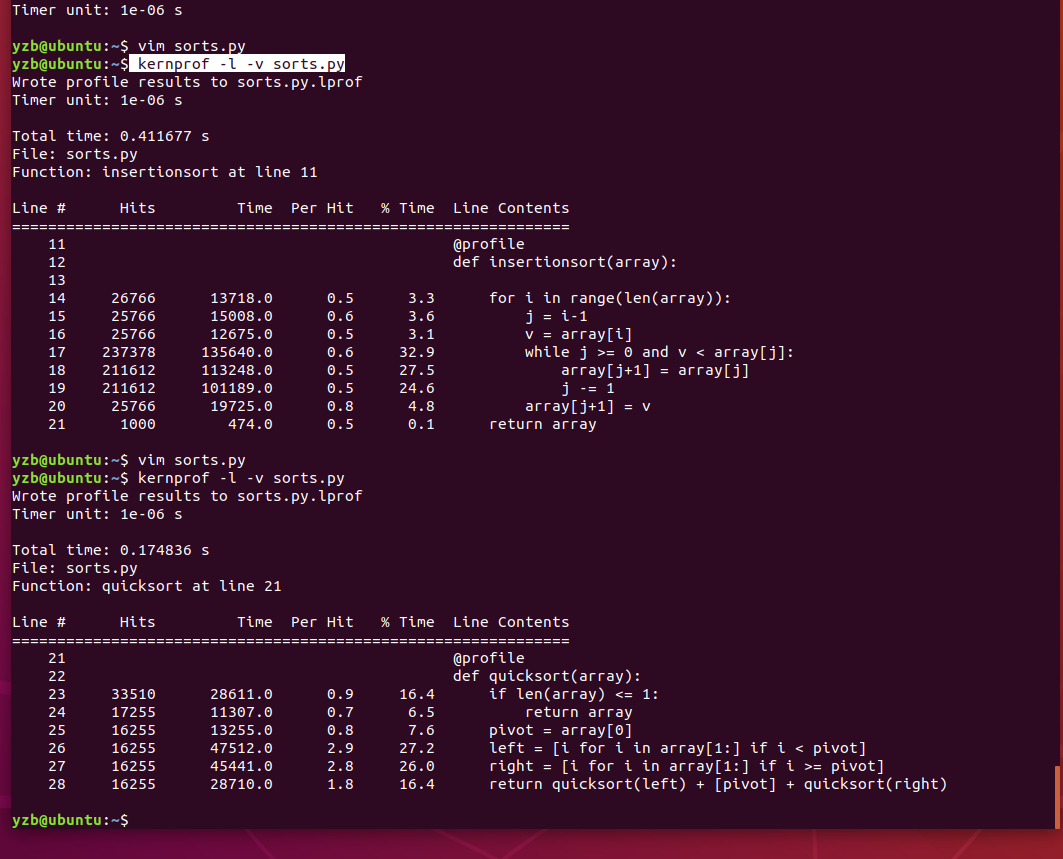 Timer unit: 1e-06 s
yzb@ubuntu:~$ vim sorts.py
yzb@ubuntu:~$ kernprof -l -v sorts.py
Wrote profile results to sorts.py.lprof
Timer unit: 1e-06 s
Total time: 0.411677 s
File: sorts.py
Function: insertionsort at line 11
Line #      Hits         Time  Per Hit   % Time  Line Contents
==============================================================
    11                                           @profile
    12                                           def insertionsort(array):
    13
    14     26766      13718.0      0.5      3.3      for i in range(len(array)):
    15     25766      15008.0      0.6      3.6          j = i-1
    16     25766      12675.0      0.5      3.1          v = array[i]
    17    237378     135640.0      0.6     32.9          while j >= 0 and v < array[j]:
    18    211612     113248.0      0.5     27.5              array[j+1] = array[j]
    19    211612     101189.0      0.5     24.6              j -= 1
    20     25766      19725.0      0.8      4.8          array[j+1] = v
    21      1000        474.0      0.5      0.1      return array
yzb@ubuntu:~$ vim sorts.py
yzb@ubuntu:~$ kernprof -l -v sorts.py
Wrote profile results to sorts.py.lprof
Timer unit: 1e-06 s
Total time: 0.174836 s
File: sorts.py
Function: quicksort at line 21
Line #      Hits         Time  Per Hit   % Time  Line Contents
==============================================================
    21                                           @profile
    22                                           def quicksort(array):
    23     33510      28611.0      0.9     16.4      if len(array) <= 1:
    24     17255      11307.0      0.7      6.5          return array
    25     16255      13255.0      0.8      7.6      pivot = array[0]
    26     16255      47512.0      2.9     27.2      left = [i for i in array[1:] if i < pivot]
    27     16255      45441.0      2.8     26.0      right = [i for i in array[1:] if i >= pivot]
    28     16255      28710.0      1.8     16.4      return quicksort(left) + [pivot] + quicksort(right)
yzb@ubuntu:~$